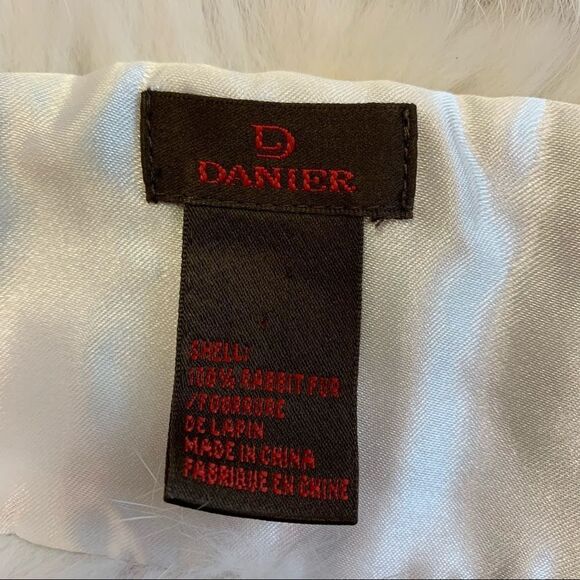 D
DANIER
SHELL:
100% RABBIT FUR
/FOURRURE
DE LAPIN
MADE IN CHINA
FABRIQUE EN CHINE